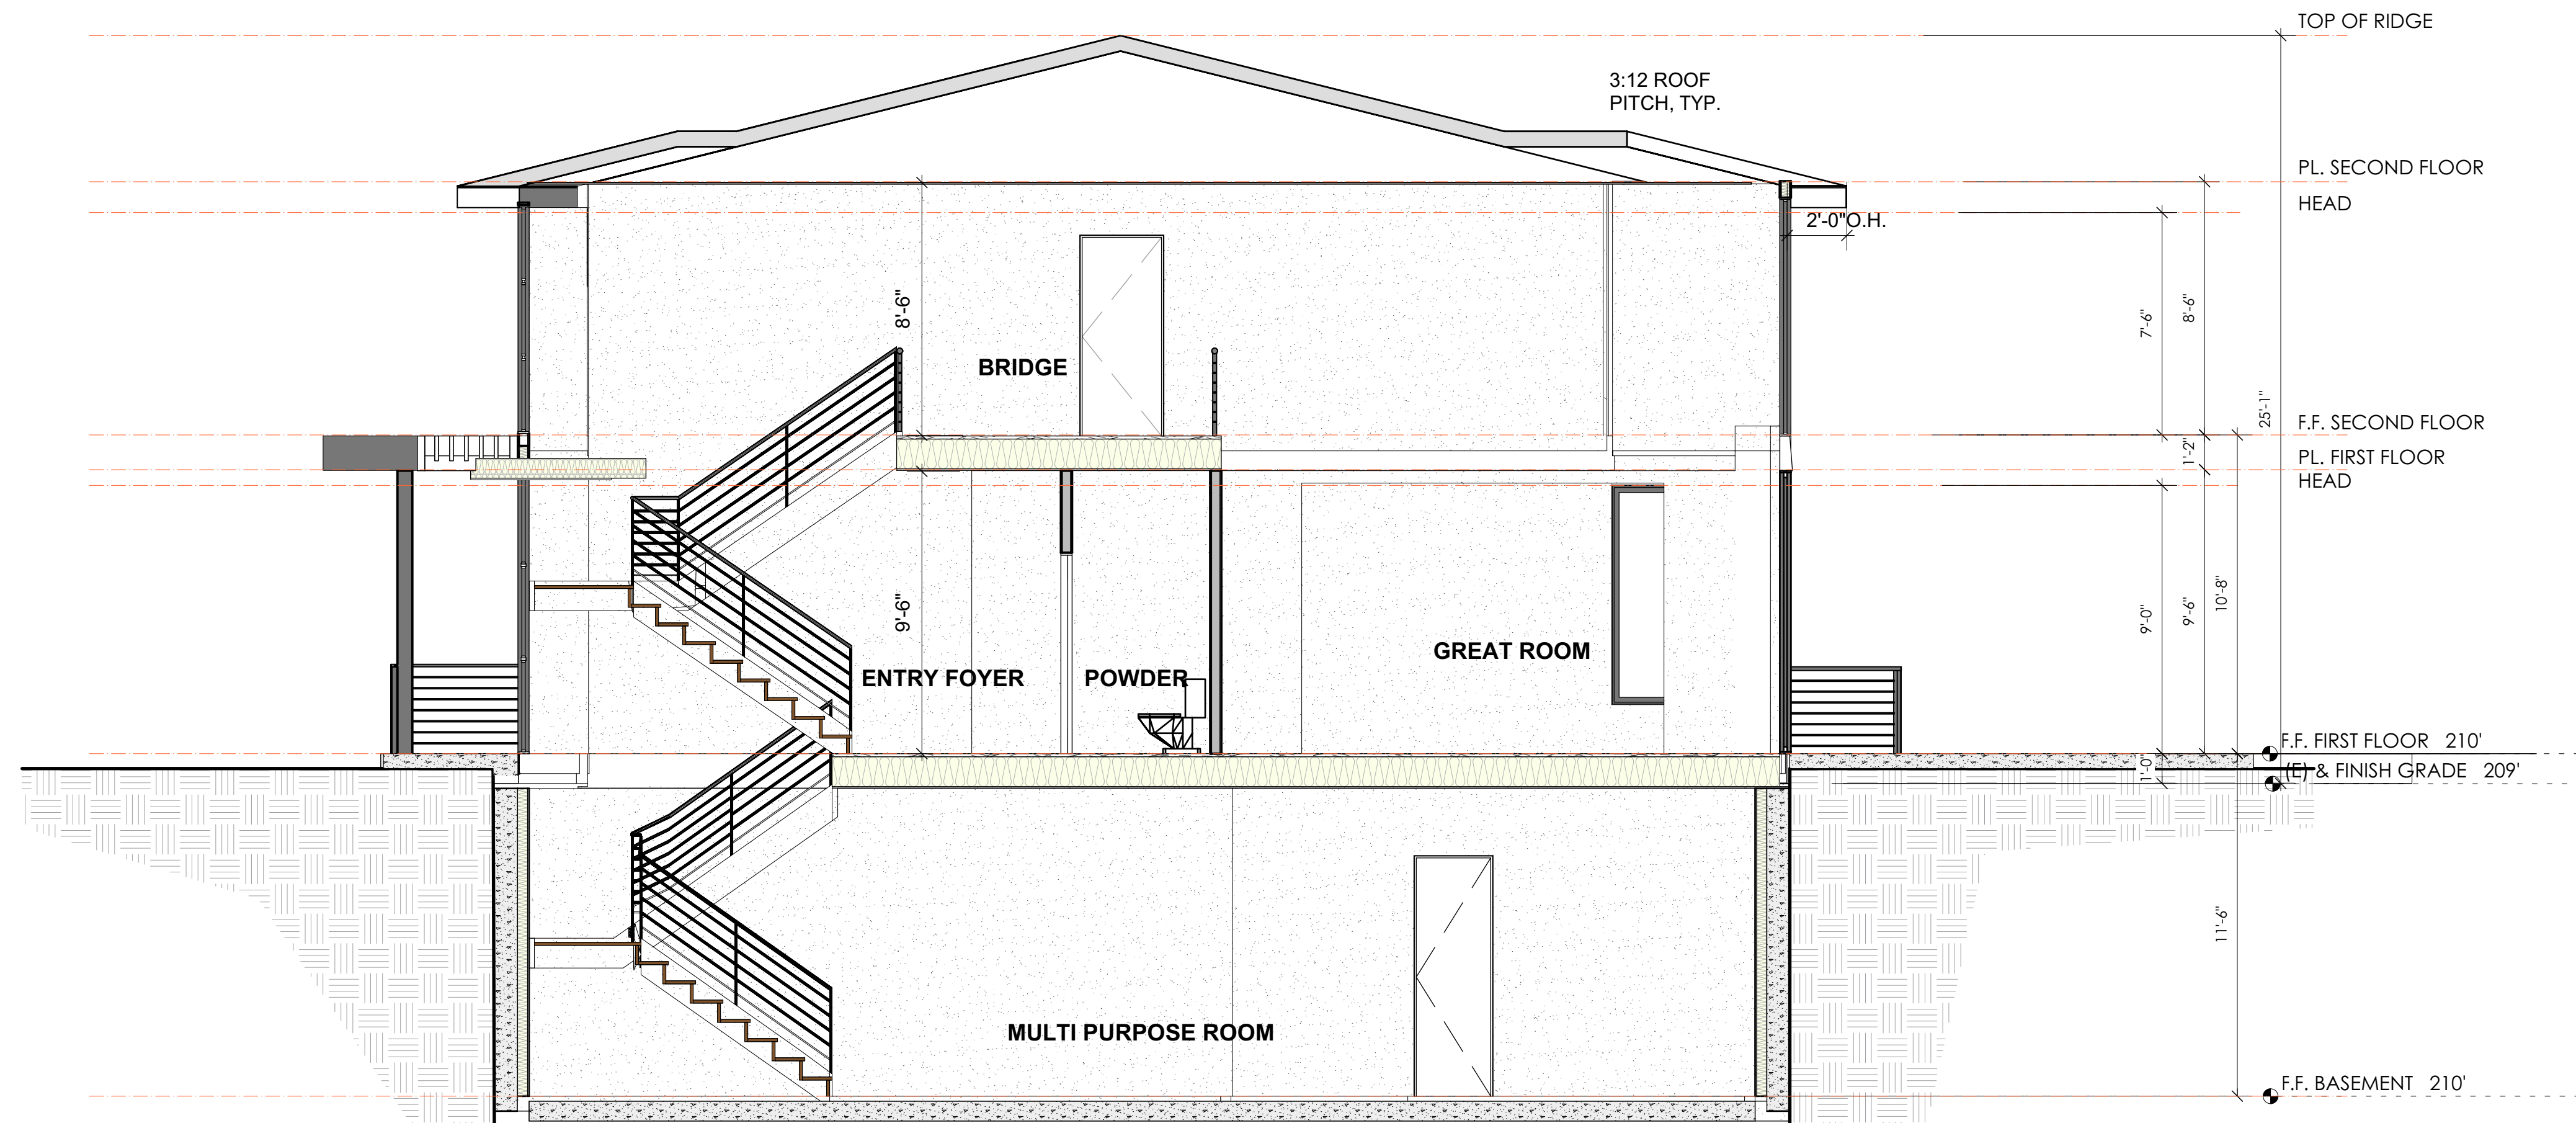 TOP OF RIDGE
3:12 ROOF
PITCH, TYP.
PL. SECOND FLOOR
HEAD
2'-0"O.H.
8'-6"
7'-6"
8'-6"
BRIDGE
25'-1"
F.F. SECOND FLOOR
1'-2"
PL. FIRST FLOOR
HEAD
9'-6"
9'-0"
9'-6"
10'-8"
GREAT ROOM
ENTRY FOYER
POWDER
F.F. FIRST FLOOR 210'
1'-0"
(E) & FINISH GRADE 209'
11'-6"
MULTI PURPOSE ROOM
F.F. BASEMENT 210'